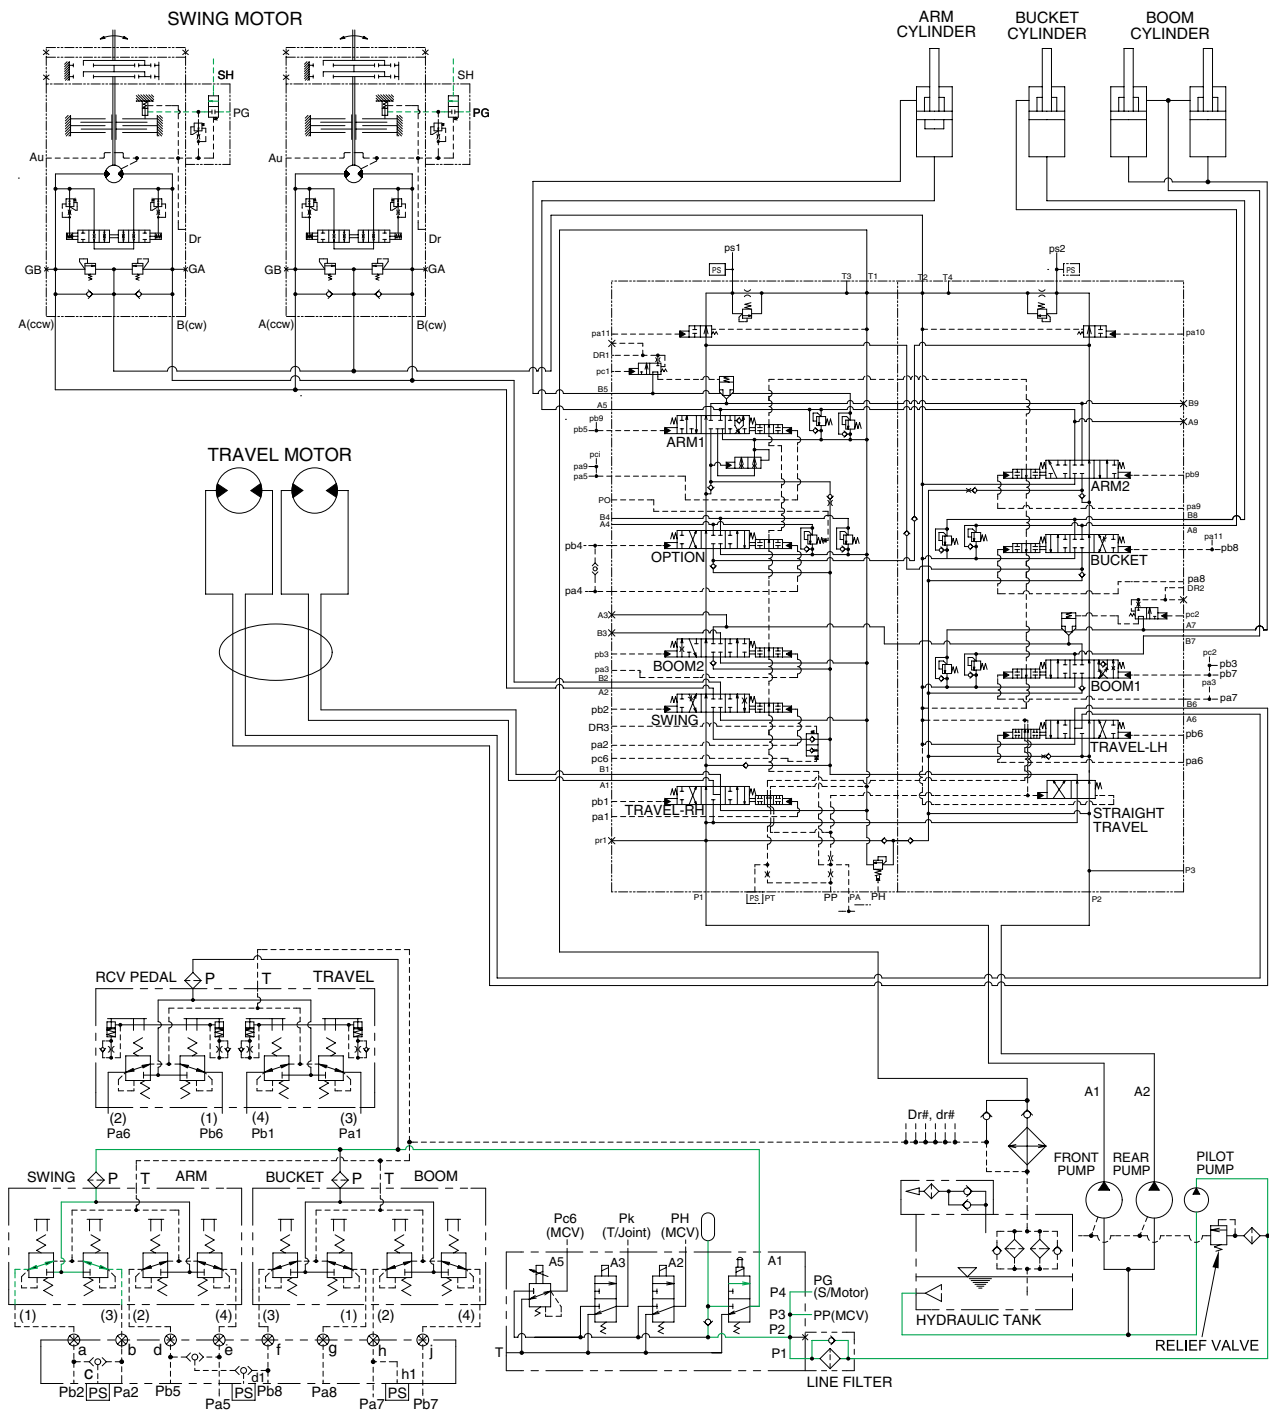 SWING MOTOR
ARM CYLINDER
BUCKET CYLINDER
BOOM CYLINDER
SH
PG
Au
Dr
GB
GA
A(ccw)
B(cw)
SH
PG
Au
Dr
GB
GA
A(ccw)
B(cw)
TRAVEL MOTOR
ps1
PS
T3
T1
T2
T4
ps2
PS
pa11
DR1
pc1
B5
A5
pb9
pb5
ARM1
pci
pa9
pa5
PO
B4
A4
pb4
OPTION
pa4
A3
B3
pb3
BOOM2
pa3
B2
A2
pb2
SWING
DR3
pa2
pc6
B1
A1
pb1
TRAVEL-RH
pa1
pr1
P1
PS
PT
PP
PA
PH
P2
pa10
B9
A9
ARM2
pb9
pa9
B8
A8
pa11
pb8
BUCKET
pa8
DR2
pc2
A7
B7
pc2
pb3
pb7
BOOM1
pa3
pa7
B6
A6
pb6
TRAVEL-LH
pa6
STRAIGHT
TRAVEL
P3
RCV PEDAL
P
T
TRAVEL
(2)
(1)
(4)
(3)
Pa6
Pb6
Pb1
Pa1
SWING
P
T
ARM
BUCKET
P
T
BOOM
(1)
(3)
(2)
(4)
(3)
(1)
(2)
(4)
a
b
d
e
f
g
h
j
c
d1
h1
Pb2
PS
Pa2
Pb5
Pa5
PS
Pb8
Pa8
Pa7
PS
Pb7
Pc6
(MCV)
Pk
(T/Joint)
PH
(MCV)
A5
A3
A2
A1
T
P4
PG
(S/Motor)
P3
PP(MCV)
P2
P1
LINE FILTER
Dr#, dr#
A1
A2
FRONT
PUMP
REAR
PUMP
PILOT
PUMP
HYDRAULIC TANK
RELIEF VALVE